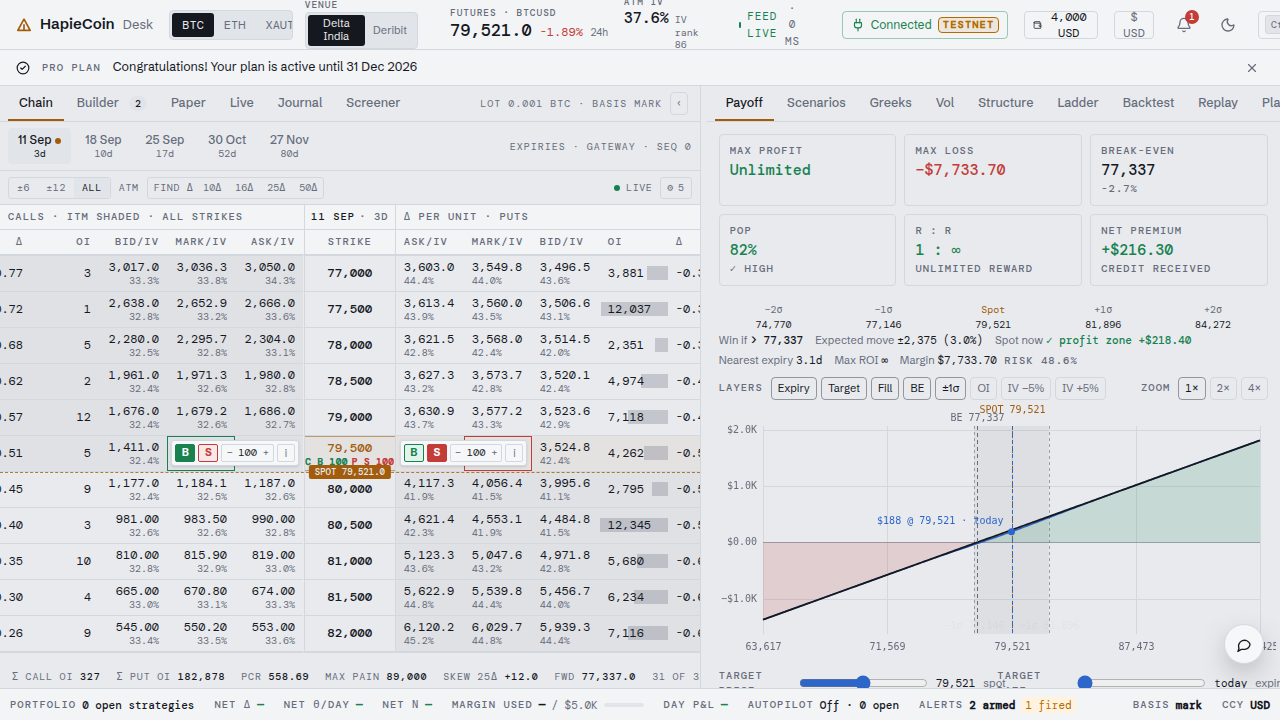 HapieCoin Desk BTC ETH XAUT VENUE Delta India Deribit FUTURES · BTCUSD 79,521.0 -1.89% 24h ATM IV 37.6% IV rank 86 FEED LIVE · 0 MS Connected TESTNET 4,000 USD $ USD 1
PRO PLAN Congratulations! Your plan is active until 31 Dec 2026
Chain Builder 2 Paper Live Journal Screener LOT 0.001 BTC · BASIS MARK
11 Sep 18 Sep 25 Sep 30 Oct 27 Nov
3d 10d 17d 52d 80d EXPIRIES · GATEWAY · SEQ 0
±6 ±12 ALL ATM FIND Δ 10Δ 16Δ 25Δ 50Δ LIVE ⚙ 5
CALLS · ITM SHADED · ALL STRIKES 11 SEP · 3D Δ PER UNIT · PUTS
Δ OI BID/IV MARK/IV ASK/IV STRIKE ASK/IV MARK/IV BID/IV OI Δ
0.77 3 3,017.0 3,036.3 3,050.0 77,000 3,603.0 3,549.8 3,496.5 3,881 -0.3
33.3% 33.8% 34.3% 44.4% 44.0% 43.6%
.72 1 2,638.0 2,652.9 2,666.0 77,500 3,613.4 3,560.0 3,506.6 12,037 -0.3
32.8% 33.2% 33.6% 43.9% 43.5% 43.1%
.68 5 2,280.0 2,295.7 2,304.0 78,000 3,621.5 3,568.0 3,514.5 2,351 -0.3
32.5% 32.8% 33.1% 42.8% 42.4% 42.0%
.62 2 1,961.0 1,971.3 1,980.0 78,500 3,627.3 3,573.7 3,520.1 4,974 -0.4
32.4% 32.6% 32.8% 43.2% 42.8% 42.4%
.57 12 1,676.0 1,679.2 1,686.0 79,000 3,630.9 3,577.2 3,523.6 7,118 -0.4
32.4% 32.6% 32.7% 43.7% 43.3% 42.9%
.51 5 1,411.0 B S − 100 + 79,500 B S − 100 + 3,524.8 4,262 -0.5
32.4% C B 100 P S 100 42.4%
SPOT 79,521.0
.45 9 1,177.0 1,184.1 1,187.0 80,000 4,117.3 4,056.4 3,995.6 2,795 -0.5
32.4% 32.5% 32.6% 41.9% 41.5% 41.1%
.40 3 981.00 983.50 990.00 80,500 4,621.4 4,553.1 4,484.8 12,345 -0.6
32.6% 32.6% 32.8% 42.3% 41.9% 41.5%
.35 10 810.00 815.90 818.00 81,000 5,123.3 5,047.6 4,971.8 5,680
32.8% 32.9% 33.0% 43.6% 43.2% 42.8%
.30 4 665.00 670.80 674.00 81,500 5,622.9 5,539.8 5,456.7 6,234 -0.6
33.0% 33.1% 33.3% 44.8% 44.4% 44.0%
.26 9 545.00 550.20 553.00 82,000 6,120.2 6,029.7 5,939.3 7,116 -0.6
33.4% 33.5% 33.6% 45.2% 44.8% 44.4%
Σ CALL OI 327 Σ PUT OI 182,878 PCR 558.69 MAX PAIN 89,000 SKEW 25Δ +12.0 FWD 77,337.0 31 OF 3
Payoff Scenarios Greeks Vol Structure Ladder Backtest Replay Pla
MAX PROFIT MAX LOSS BREAK-EVEN
Unlimited −$7,733.70 77,337
-2.7%
POP R : R NET PREMIUM
82% 1 : ∞ +$216.30
✓ HIGH UNLIMITED REWARD CREDIT RECEIVED
−2σ −1σ Spot +1σ +2σ
74,770 77,146 79,521 81,896 84,272
Win if > 77,337 Expected move ±2,375 (3.0%) Spot now ✓ profit zone +$218.40
Nearest expiry 3.1d Max ROI ∞ Margin $7,733.70 RISK 48.6%
LAYERS Expiry Target Fill BE ±1σ OI IV −5% IV +5% ZOOM 1× 2× 4×
SPOT 79,521
BE 77,337
$2.0K
$1.0K
$188 @ 79,521 · today
$0.00
−$1.0K
63,617 71,569 79,521 87,473
TARGET 79,521 spot TARGET today expir
PORTFOLIO 0 open strategies NET Δ — NET Θ/DAY — NET N — MARGIN USED — / $5.0K DAY P&L — AUTOPILOT Off · 0 open ALERTS 2 armed 1 fired BASIS mark CCY USD